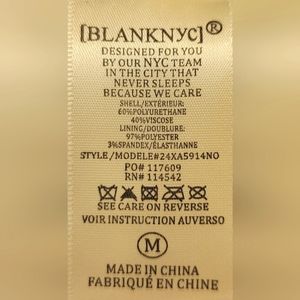 [BLANKNYC]®
DESIGNED FOR YOU
BY OUR NYC TEAM
IN THE CITY THAT
NEVER SLEEPS
BECAUSE WE CARE
SHELL/EXTÉRIEUR:
60%POLYURETHANE
40%VISCOSE
LINING/DOUBLURE:
97%POLYESTER
3%SPANDEX/ÉLASTHANNE
STYLE/MODELE#24XA5914NO
PO# 117609
RN# 114542
SEE CARE ON REVERSE
VOIR INSTRUCTION AUVERSO
M
MADE IN CHINA
FABRIQUÉ EN CHINE